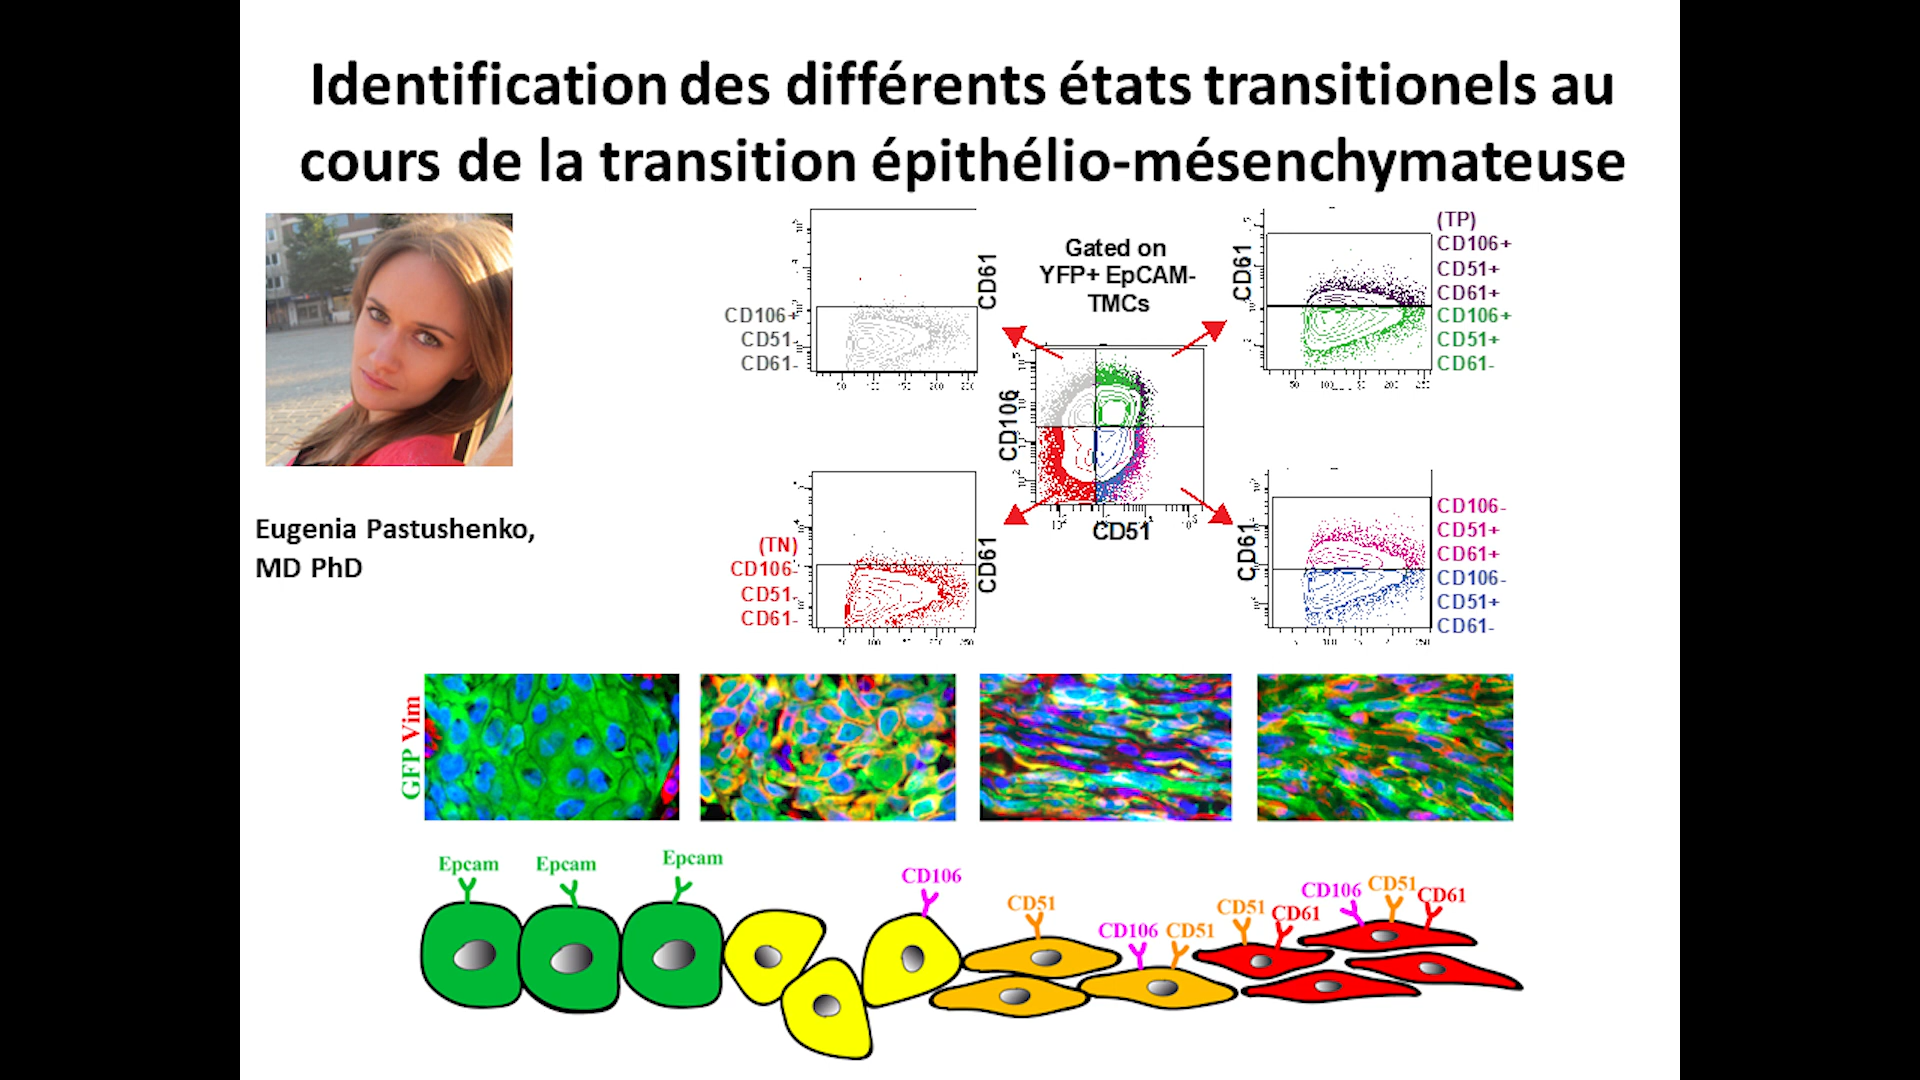 Identification des différents états transitionels au
cours de la transition épithélio-mésenchymateuse
Eugenia Pastushenko,
MD PhD
CD106+
CD51-
CD61-
CD61
Gated on
YFP+ EpCAM-
TMCs
CD61
(TP)
CD106+
CD51+
CD61+
CD106+
CD51+
CD61-
CD106
CD51
(TN)
CD106-
CD51-
CD61-
CD61
CD61
CD106-
CD51+
CD61+
CD106-
CD51+
CD61-
GFP Vim
Epcam
Epcam
Epcam
CD106
CD51
CD106
CD51
CD51
CD61
CD106
CD51
CD61